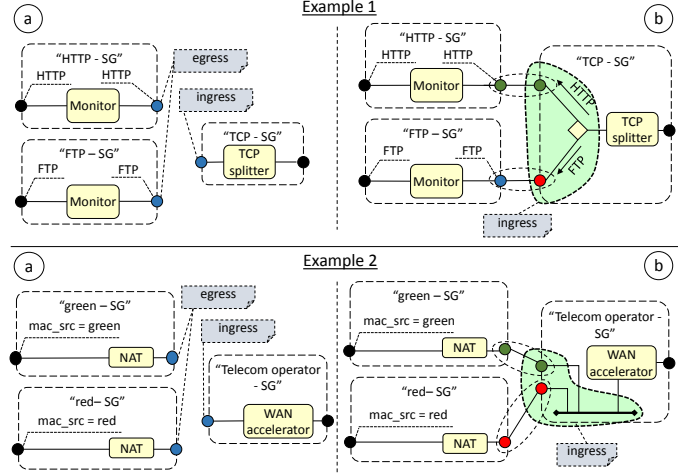 Example 1
a
"HTTP - SG"
HTTP
HTTP
Monitor
egress
ingress
"TCP - SG"
TCP
splitter
"FTP – SG"
FTP
FTP
Monitor
b
"HTTP - SG"
HTTP
HTTP
Monitor
"TCP - SG"
HTTP
TCP
splitter
FTP
"FTP – SG"
FTP
FTP
Monitor
ingress
Example 2
a
"green – SG"
mac_src = green
NAT
egress
ingress
"Telecom operator
- SG"
WAN
accelerator
"red– SG"
mac_src = red
NAT
b
"green – SG"
mac_src = green
NAT
"Telecom operator -
SG"
WAN
accelerator
"red– SG"
mac_src = red
NAT
ingress